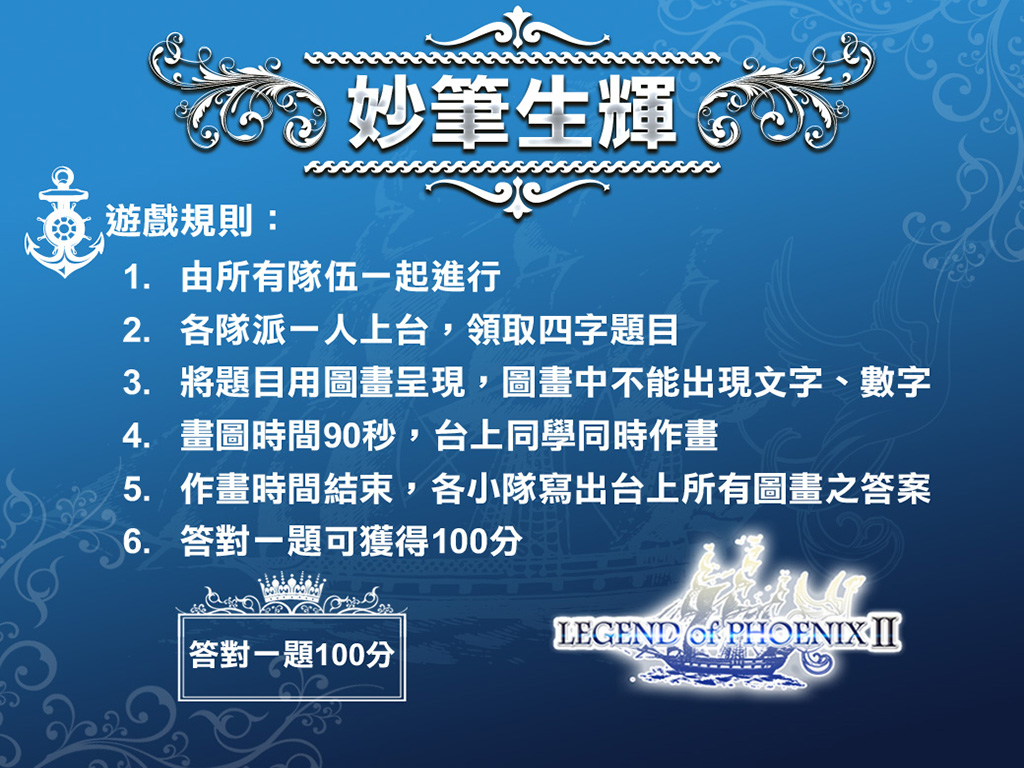 妙筆生輝
遊戲規則：
1. 由所有隊伍一起進行
2. 各隊派一人上台，領取四字題目
3. 將題目用圖畫呈現，圖畫中不能出現文字、數字
4. 畫圖時間90秒，台上同學同時作畫
5. 作畫時間結束，各小隊寫出台上所有圖畫之答案
6. 答對一題可獲得100分
答對一題100分
LEGEND of PHOENIX II